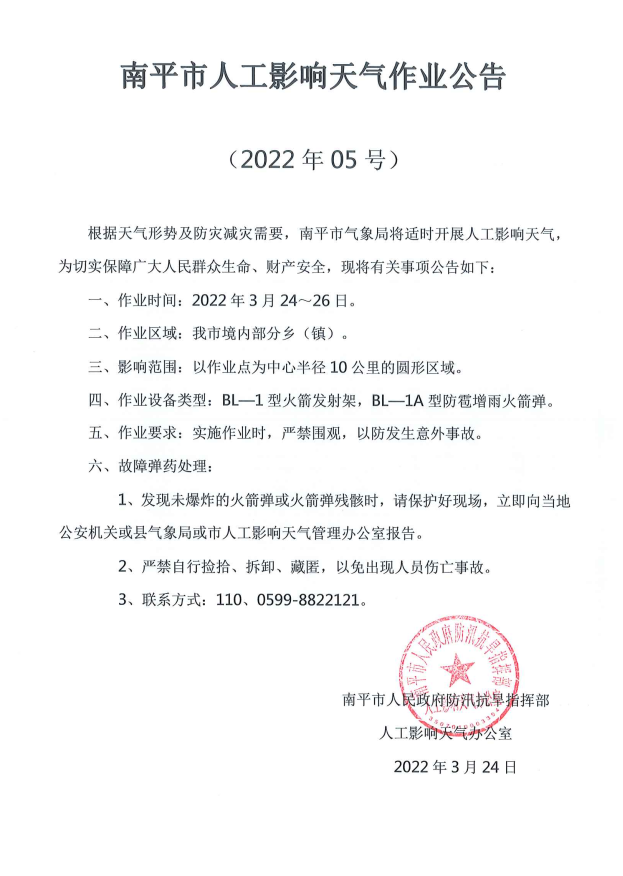 南平市人工影响天气作业公告
（2022 年 05 号）
根据天气形势及防灾减灾需要，南平市气象局将适时开展人工影响天气，
为切实保障广大人民群众生命、财产安全，现将有关事项公告如下：
一、作业时间：2022 年 3 月 24～26 日。
二、作业区域：我市境内部分乡（镇）。
三、影响范围：以作业点为中心半径 10 公里的圆形区域。
四、作业设备类型：BL—1 型火箭发射架，BL—1A 型防雹增雨火箭弹。
五、作业要求：实施作业时，严禁围观，以防发生意外事故。
六、故障弹药处理：
1、发现未爆炸的火箭弹或火箭弹残骸时，请保护好现场，立即向当地
公安机关或县气象局或市人工影响天气管理办公室报告。
2、严禁自行捡拾、拆卸、藏匿，以免出现人员伤亡事故。
3、联系方式：110、0599-8822121。
南平市人民政府防汛抗旱指挥部
南平市人民政府防汛抗旱指挥部
人工影响天气办公室
2022 年 3 月 24 日